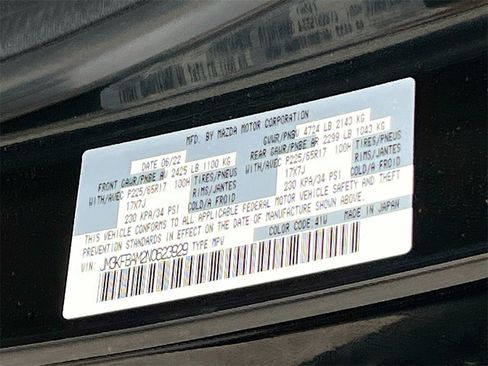 MFD. BY MAZDA MOTOR CORPORATION
DATE 06/22 GVWR/PNBV 4724 LB 2143 KG
FRONT GAWR/PNBE AV 2425 LB 1100 KG REAR GAWR/PNBE AR 2299 LB 1043 KG
WITH/AVEC P225/65R17 100H TIRES/PNEUS WITH/AVEC P225/65R17 100H TIRES/PNEUS
17X7J RIMS/JANTES 17X7J RIMS/JANTES
230 KPA/34 PSI COLD/A FROID 230 KPA/34 PSI COLD/A FROID
THIS VEHICLE CONFORMS TO ALL APPLICABLE FEDERAL MOTOR VEHICLE SAFETY AND THEFT
PREVENTION STANDARDS IN EFFECT ON THE DATE OF MANUFACTURE SHOWN ABOVE.
COLOR CODE 41W MADE IN JAPAN
VIN: JM3KFBAM2N0623929 TYPE MPV